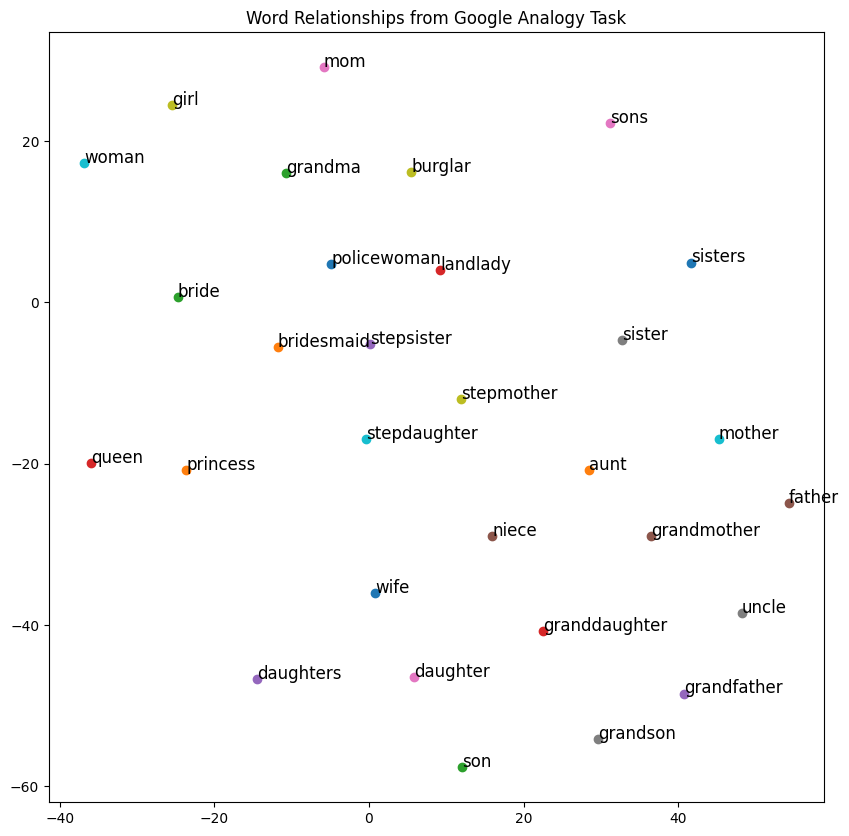 Word Relationships from Google Analogy Task
mom
girl
sons
woman
grandma
burglar
20
policewoman
landlady
sisters
bride
0
bridesmaid
stepsister
sister
stepmother
stepdaughter
mother
queen
princess
aunt
−20
father
niece
grandmother
wife
uncle
granddaughter
−40
daughters
daughter
grandfather
grandson
son
−60
−40
−20
0
20
40